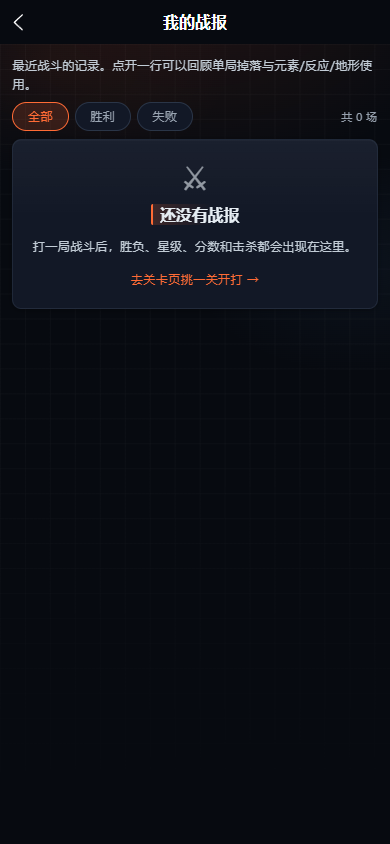 我的战报
最近战斗的记录。点开一行可以回顾单局掉落与元素/反应/地形使
用。
全部 胜利 失败 共 0 场
还没有战报
打一局战斗后，胜负、星级、分数和击杀都会出现在这里。
去关卡页挑一关开打 →